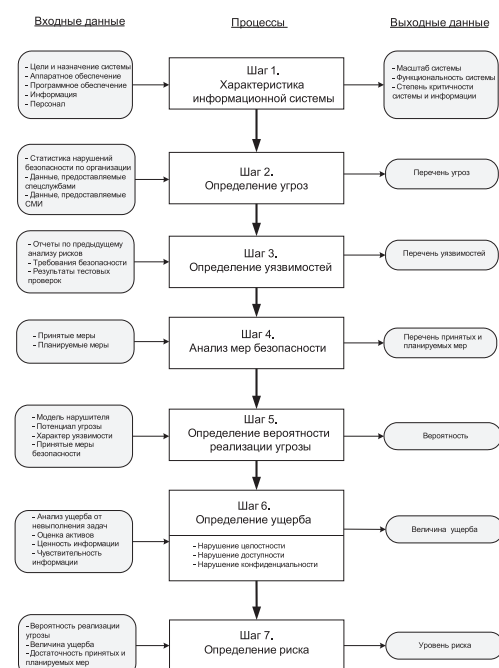 Входные данные
Процессы
Выходные данные
- Цели и назначение системы
- Аппаратное обеспечение
- Программное обеспечение
- Информация
- Персонал
Шаг 1.
Характеристика
информационной системы
- Масштаб системы
- Функциональность системы
- Степень критичности
системы и информации
- Статистика нарушений
безопасности по организации
- Данные, предоставляемые
спецслужбами
- Данные, предоставляемые
СМИ
Шаг 2.
Определение угроз
Перечень угроз
- Отчеты по предыдущему
анализу рисков
- Требования безопасности
- Результаты тестовых
проверок
Шаг 3.
Определение уязвимостей
Перечень уязвимостей
- Принятые меры
- Планируемые меры
Шаг 4.
Анализ мер безопасности
Перечень принятых и
планируемых мер
- Модель нарушителя
- Потенциал угрозы
- Характер уязвимости
- Принятые меры
безопасности
Шаг 5.
Определение вероятности
реализации угрозы
Вероятность
- Анализ ущерба от
невыполнения задач
- Оценка активов
- Ценность информации
- Чувствительность
информации
Шаг 6.
Определение ущерба
- Нарушение целостности
- Нарушение доступности
- Нарушение конфиденциальности
Величина ущерба
- Вероятность реализации
угрозы
- Величина ущерба
- Достаточность принятых и
планируемых мер
Шаг 7.
Определение риска
Уровень риска